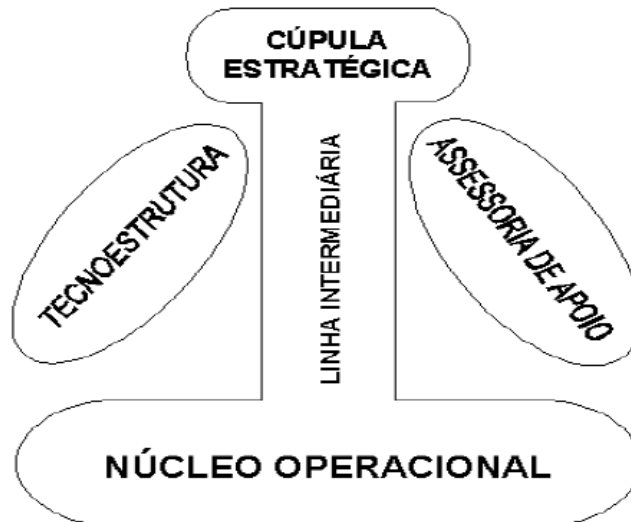 CÚPULA
ESTRATÉGICA
TECNOESTRUTURA
LINHA INTERMEDIÁRIA
ASSESSORIA DE APOIO
NÚCLEO OPERACIONAL